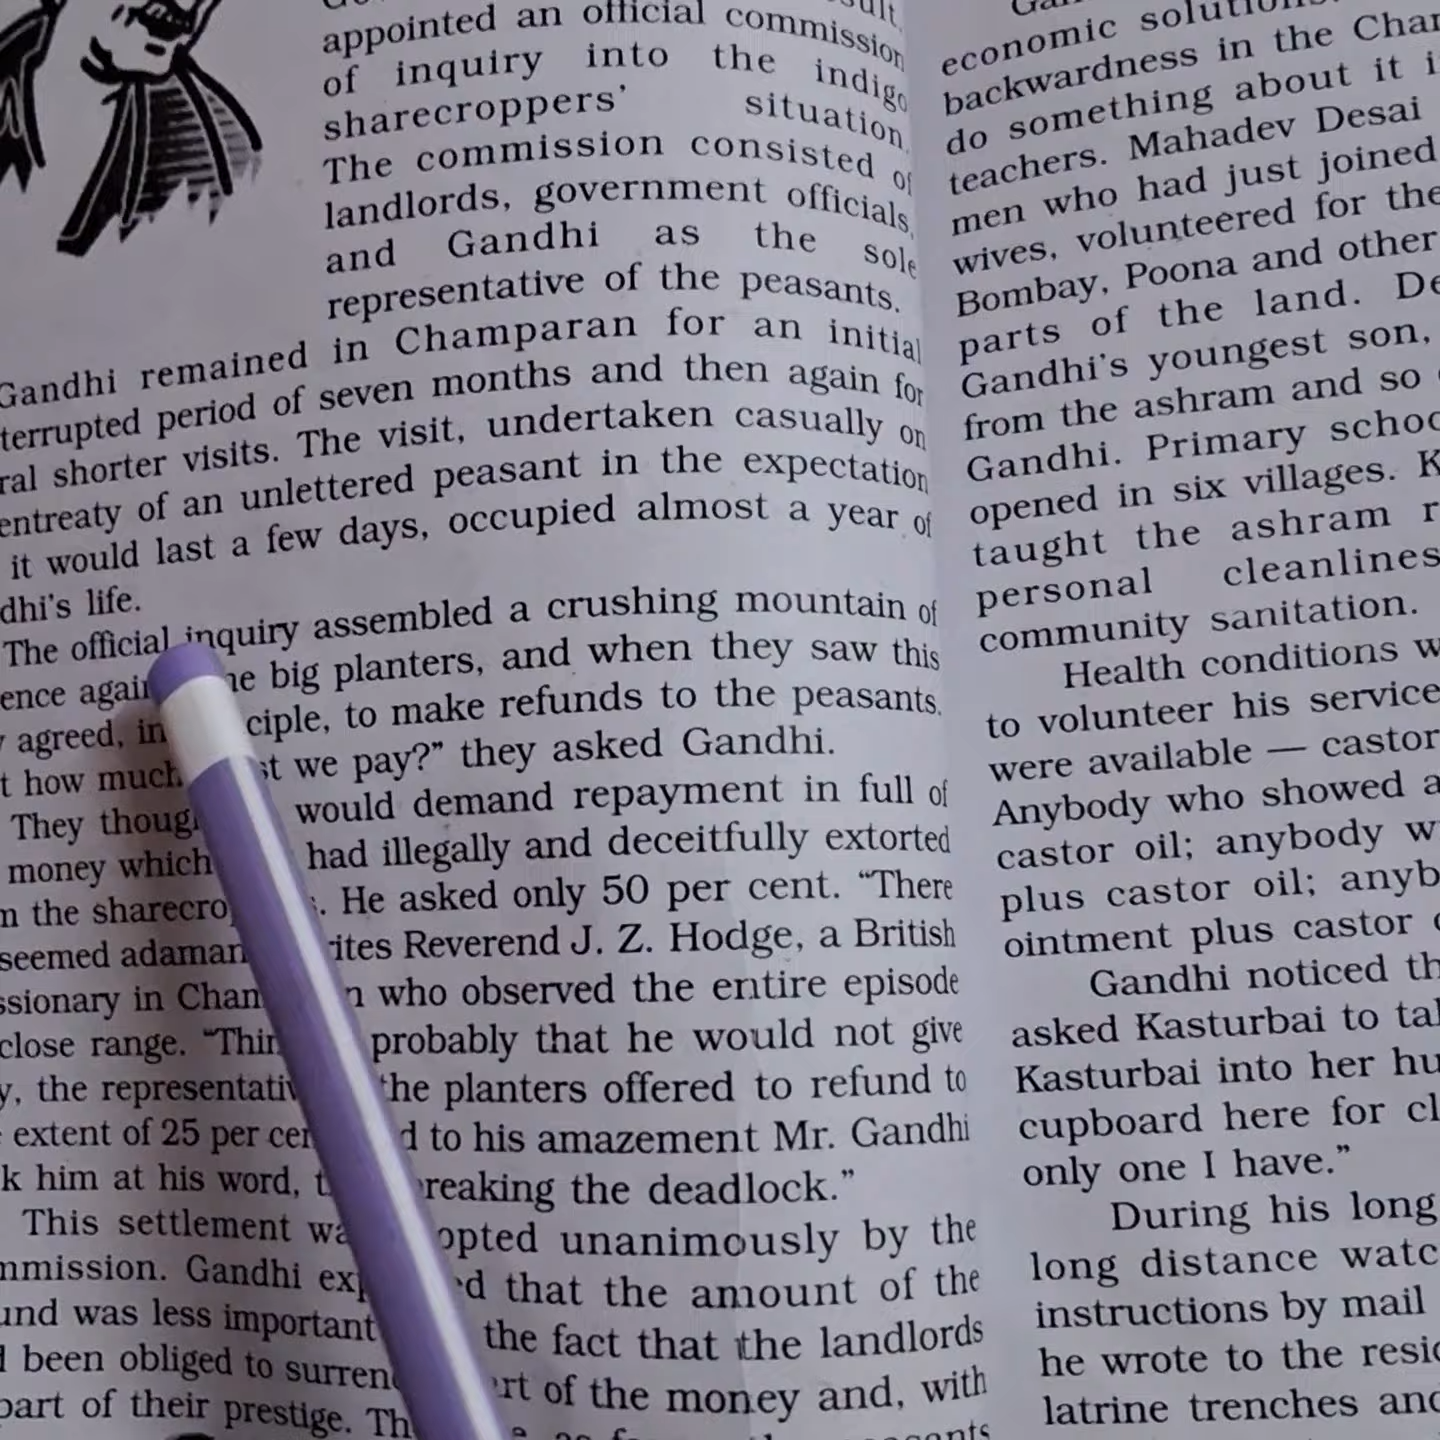 appointed an official commission
of inquiry into the indigo
sharecroppers' situation.
The commission consisted of
landlords, government officials,
and Gandhi as the sole
representative of the peasants.
Gandhi remained in Champaran for an initial
terrupted period of seven months and then again for
ral shorter visits. The visit, undertaken casually on
entreaty of an unlettered peasant in the expectation
it would last a few days, occupied almost a year of
dhi's life.
The official inquiry assembled a crushing mountain of
ence again he big planters, and when they saw this
agreed, in ciple, to make refunds to the peasants.
t how much st we pay?" they asked Gandhi.
They thoug would demand repayment in full of
money which had illegally and deceitfully extorted
m the sharecro s. He asked only 50 per cent. "There
seemed adaman rites Reverend J. Z. Hodge, a British
ssionary in Cham n who observed the entire episode
close range. "Thin probably that he would not give
y, the representativ the planters offered to refund to
extent of 25 per cen d to his amazement Mr. Gandhi
k him at his word, t reaking the deadlock."
This settlement wa opted unanimously by the
mmission. Gandhi exp d that the amount of the
und was less important the fact that the landlords
d been obliged to surren rt of the money and, with
part of their prestige. Th
economic solution
backwardness in the Cham
do something about it i
teachers. Mahadev Desai
men who had just joined
wives, volunteered for the
Bombay, Poona and other
parts of the land. De
Gandhi's youngest son,
from the ashram and so
Gandhi. Primary schoo
opened in six villages. K
taught the ashram r
personal cleanlines
community sanitation.
Health conditions w
to volunteer his service
were available — castor
Anybody who showed a
castor oil; anybody w
plus castor oil; anyb
ointment plus castor o
Gandhi noticed th
asked Kasturbai to tal
Kasturbai into her hu
cupboard here for cl
only one I have."
During his long
long distance watc
instructions by mail
he wrote to the resid
latrine trenches and